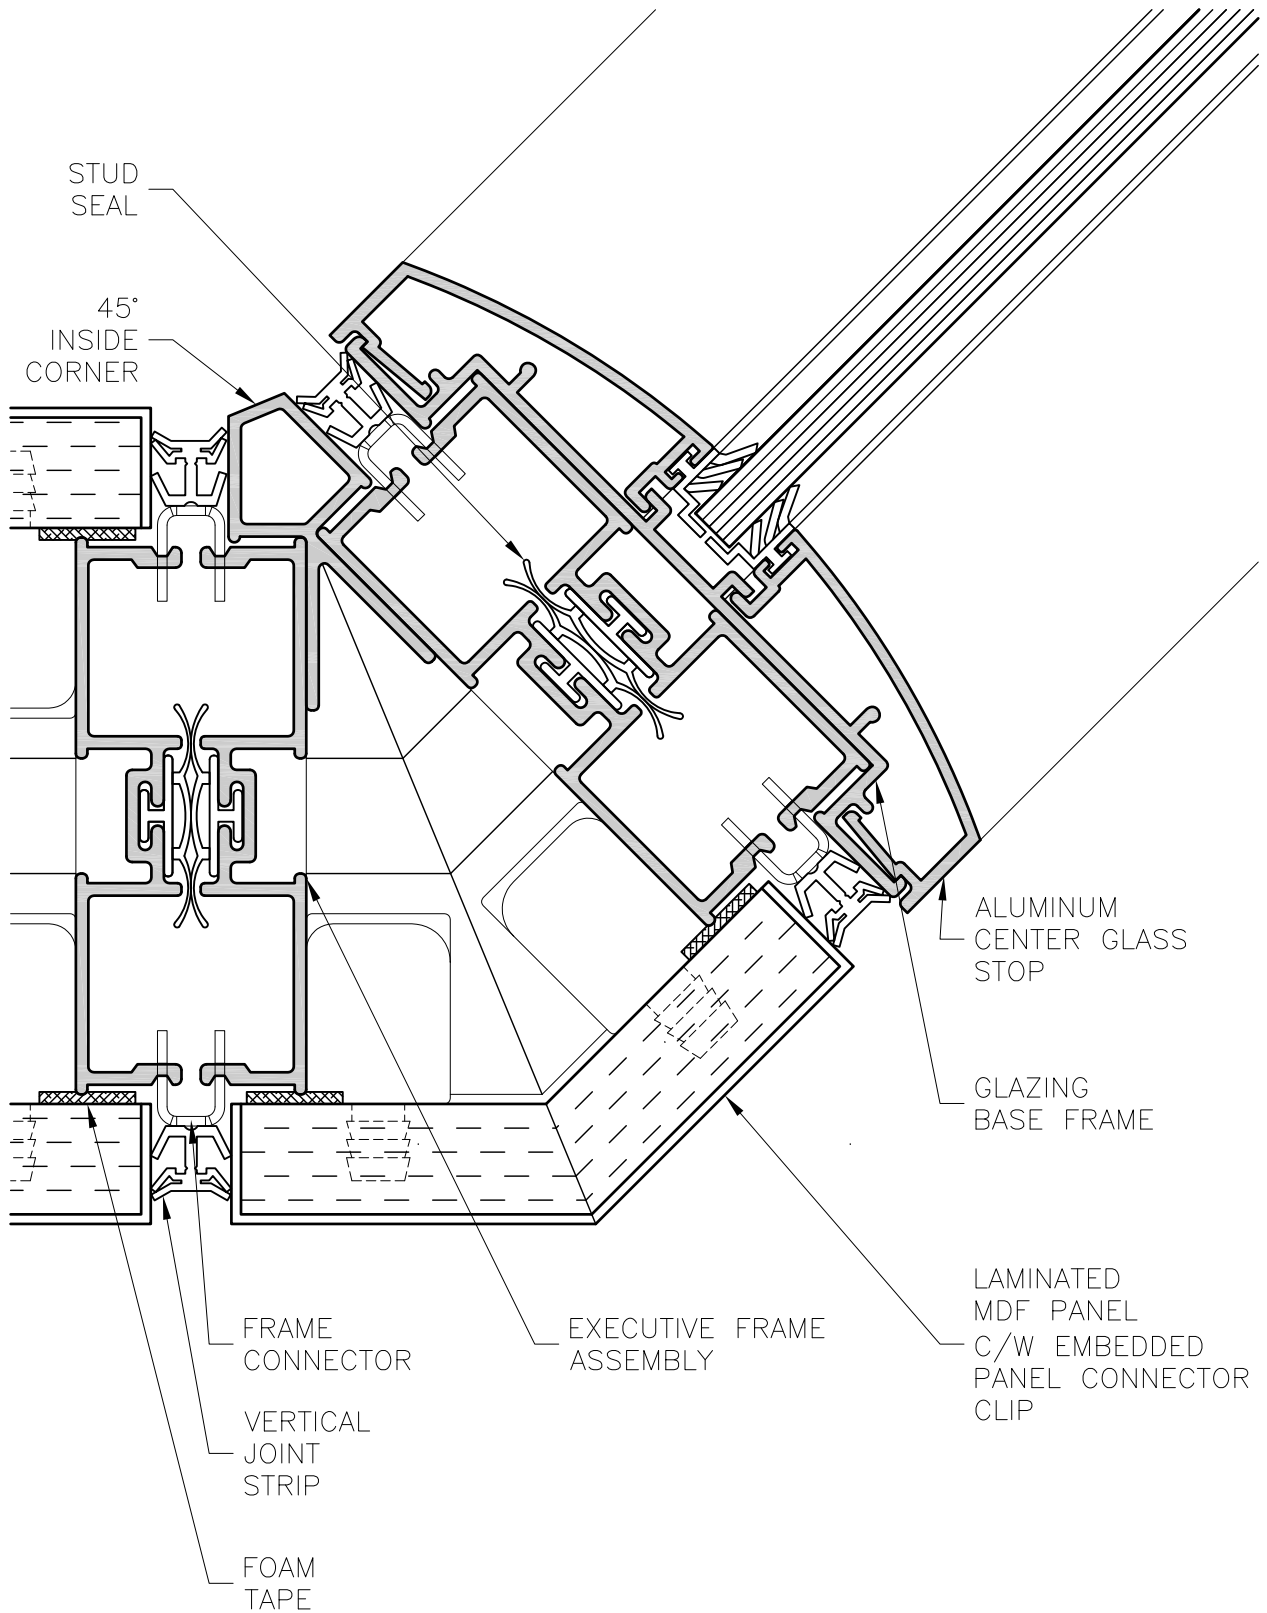 STUD
SEAL
45°
INSIDE
CORNER
ALUMINUM
CENTER GLASS
STOP
GLAZING
BASE FRAME
LAMINATED
MDF PANEL
C/W EMBEDDED
PANEL CONNECTOR
CLIP
FRAME
CONNECTOR
EXECUTIVE FRAME
ASSEMBLY
VERTICAL
JOINT
STRIP
FOAM
TAPE